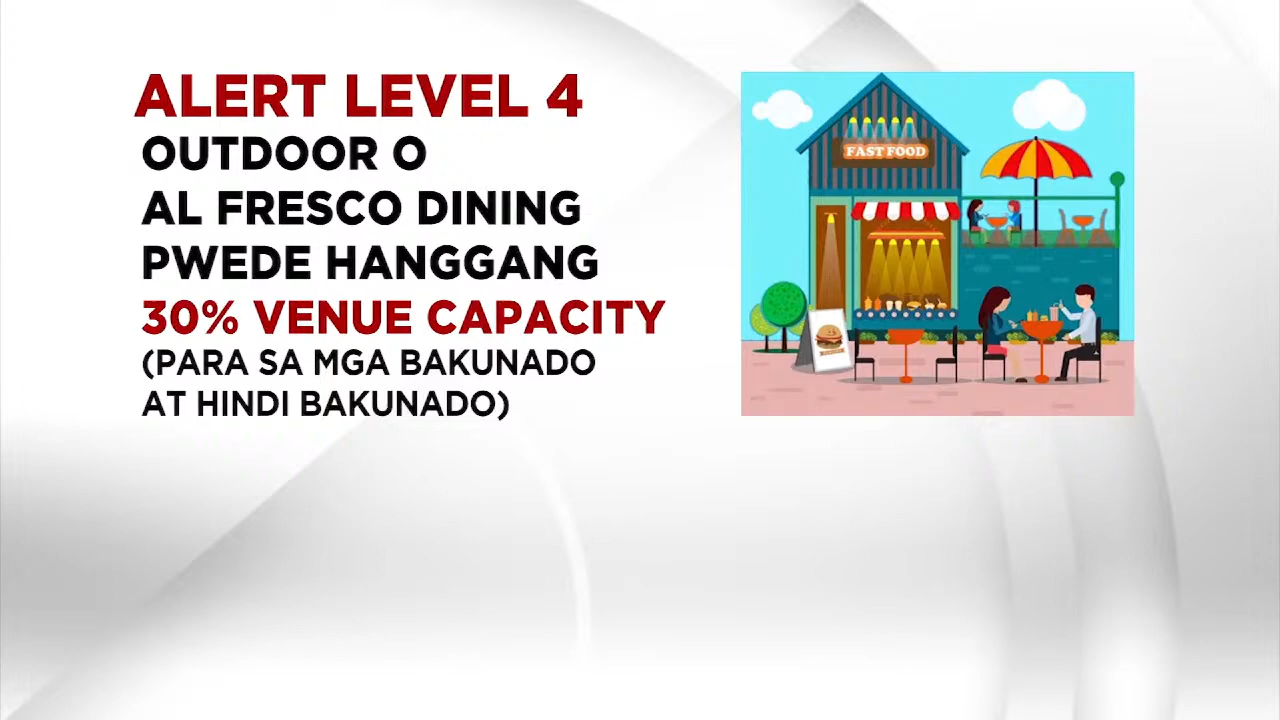 ALERT LEVEL 4
OUTDOOR O
AL FRESCO DINING
PWEDE HANGGANG
30% VENUE CAPACITY
(PARA SA MGA BAKUNADO
AT HINDI BAKUNADO)
FAST FOOD